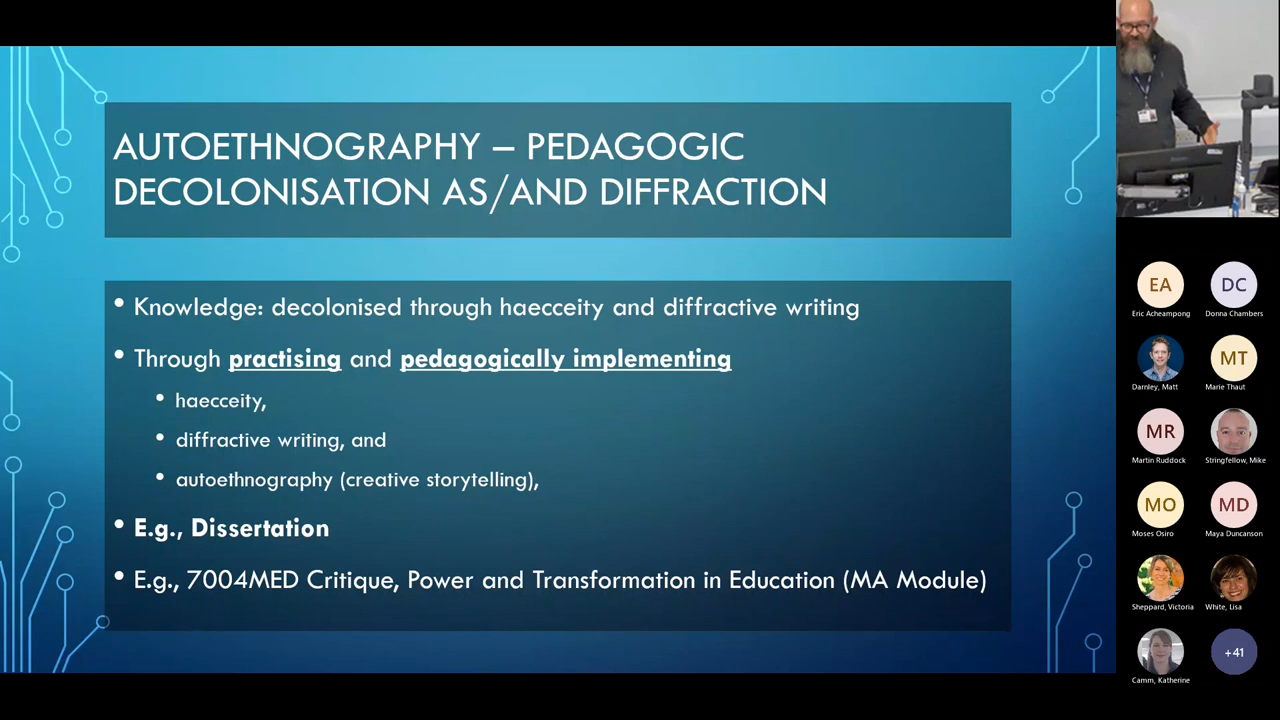 AUTOETHNOGRAPHY – PEDAGOGIC
DECOLONISATION AS/AND DIFFRACTION
• Knowledge: decolonised through haecceity and diffractive writing
• Through practising and pedagogically implementing
• haecceity,
• diffractive writing, and
• autoethnography (creative storytelling),
• E.g., Dissertation
• E.g., 7004MED Critique, Power and Transformation in Education (MA Module)
EA
Eric Acheampong
DC
Donna Chambers
Darnley, Matt
MT
Marie Thaut
MR
Martin Ruddock
Stringfellow, Mike
MO
Moses Osiro
MD
Maya Duncanson
Sheppard, Victoria
White, Lisa
Camm, Katherine
+41